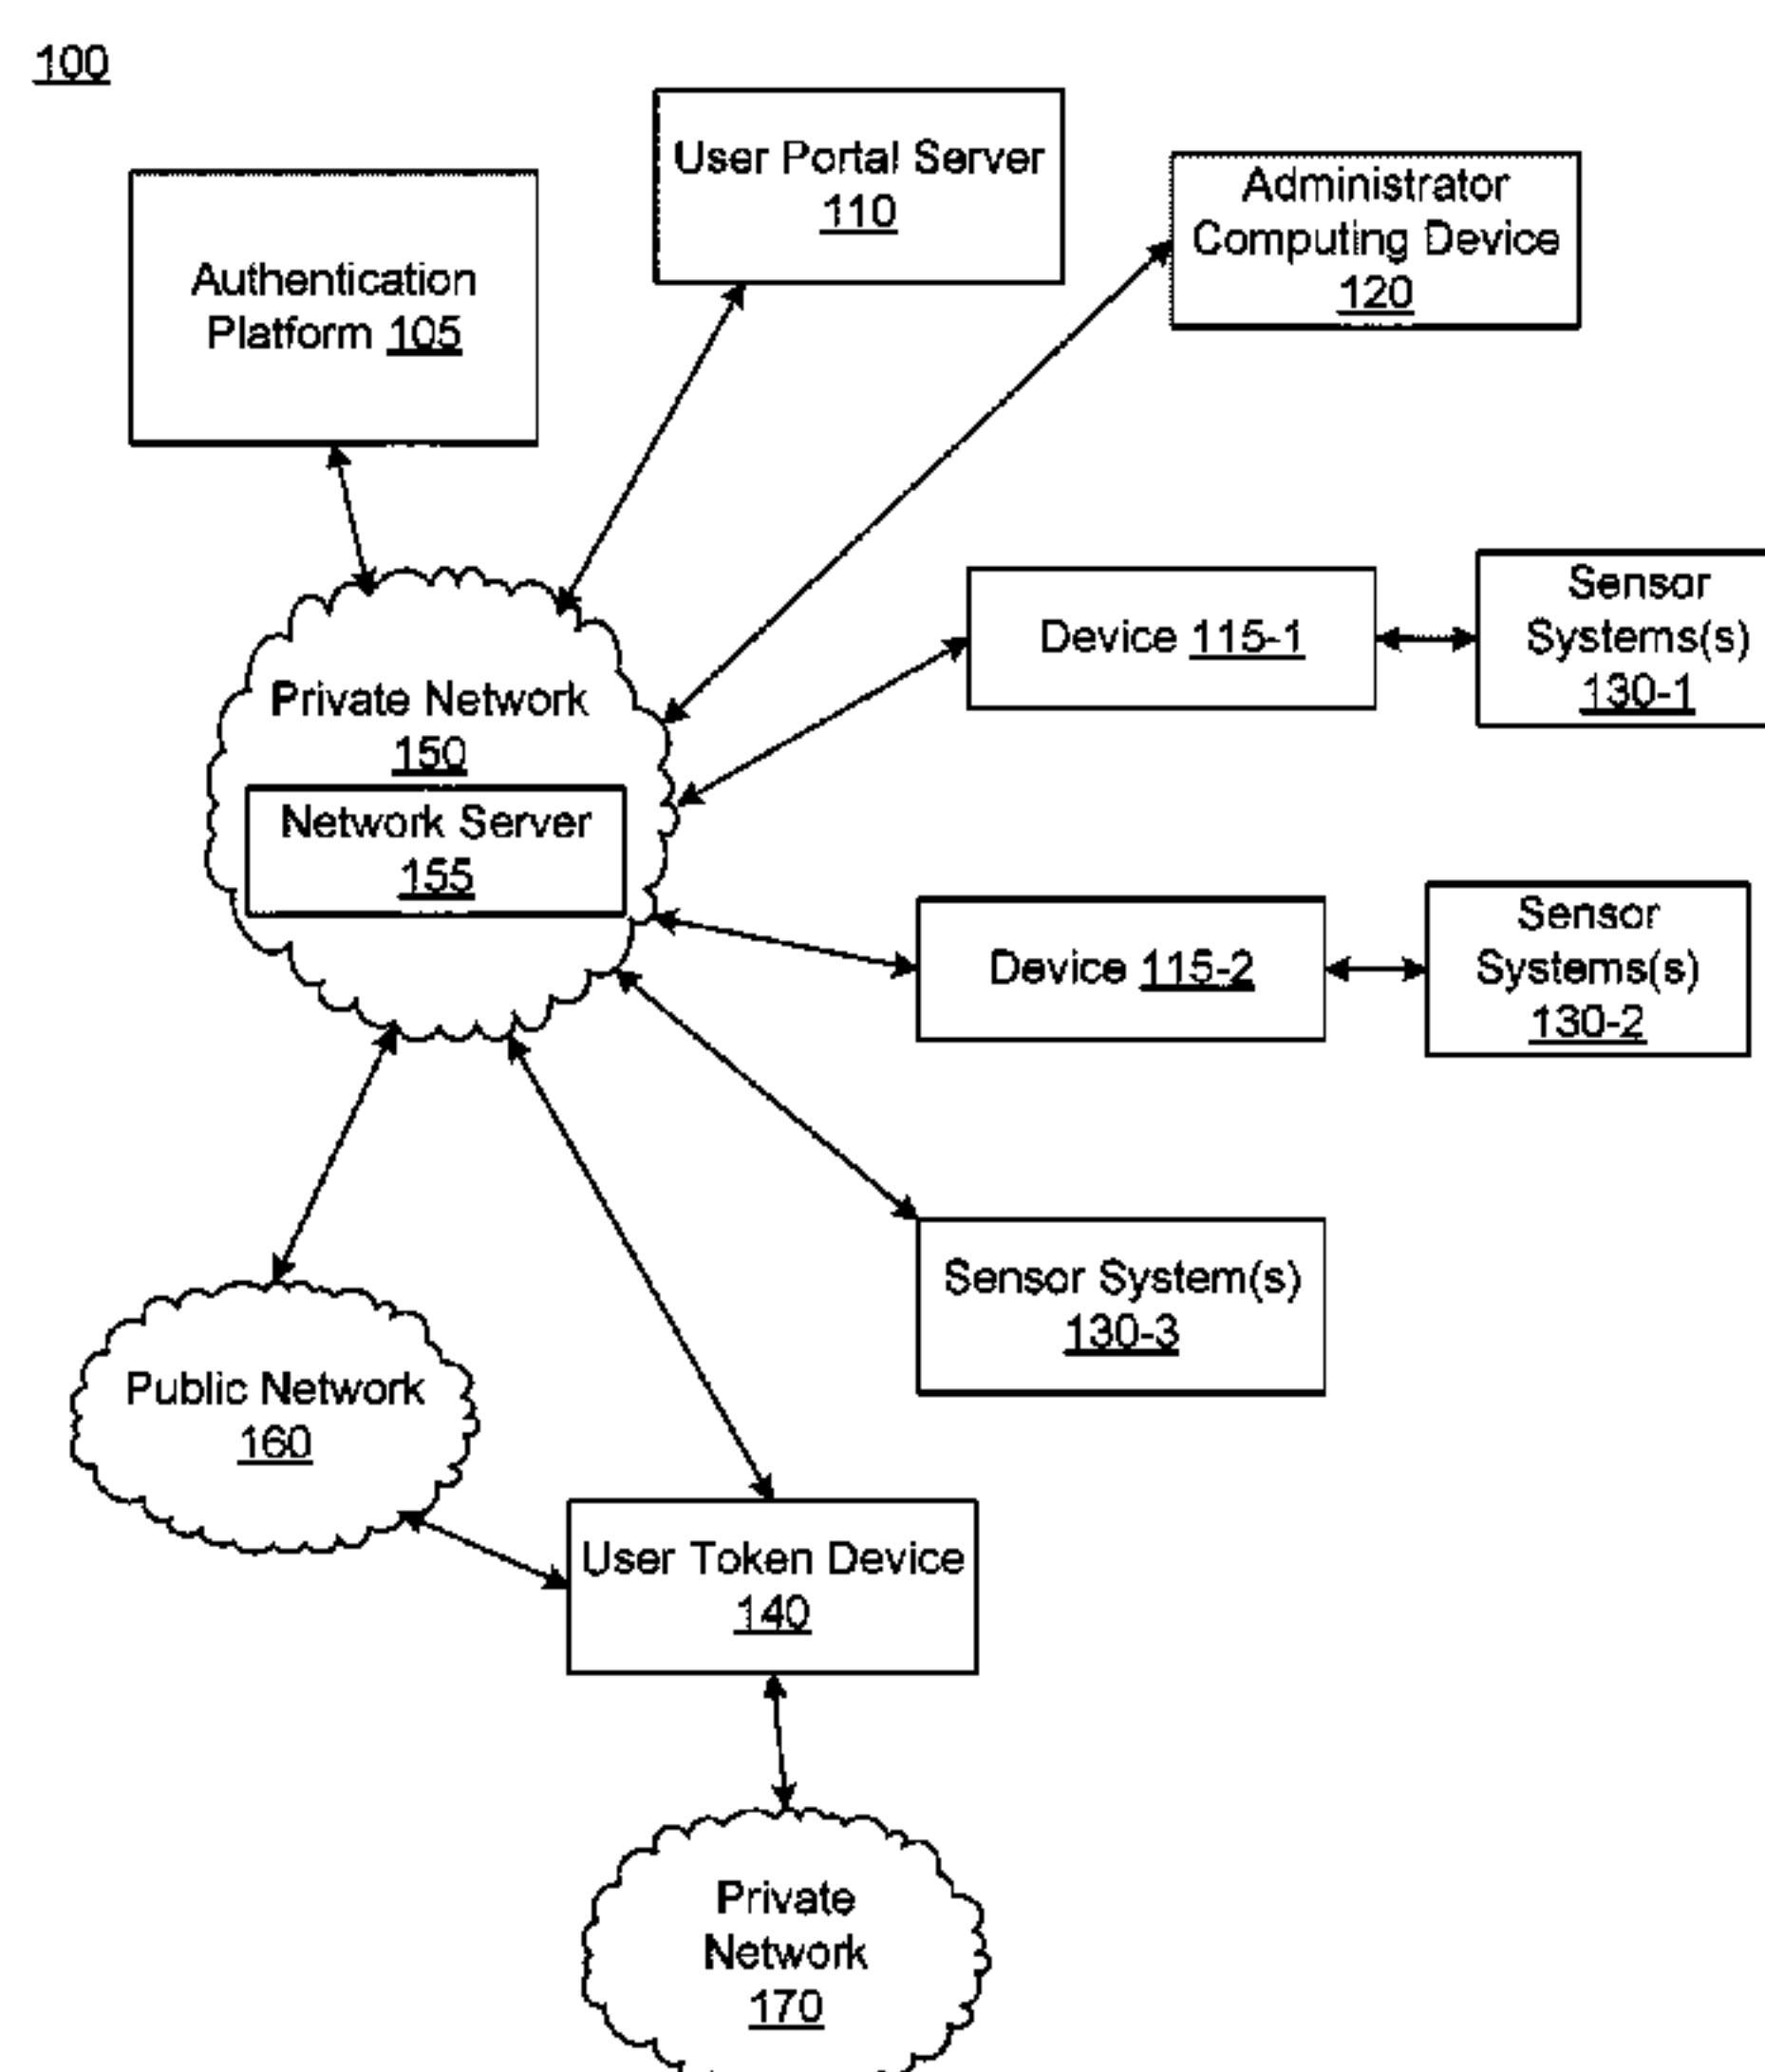 100
User Portal Server
110
Administrator
Computing Device
120
Authentication
Platform 105
Device 115-1
Sensor
Systems(s)
130-1
Private Network
150
Network Server
155
Device 115-2
Sensor
Systems(s)
130-2
Sensor System(s)
130-3
Public Network
160
User Token Device
140
Private
Network
170